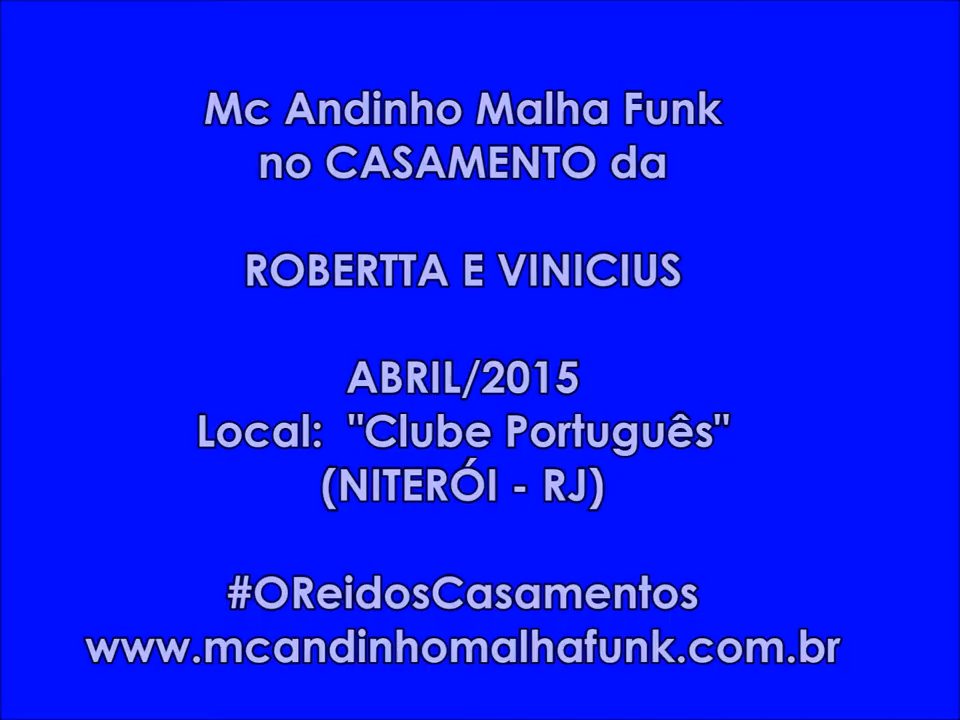 Mc Andinho Malha Funk
no CASAMENTO da
ROBERTTA E VINICIUS
ABRIL/2015
Local: "Clube Português"
(NITERÓI - RJ)
#OReidosCasamentos
www.mcandinhomalhafunk.com.br